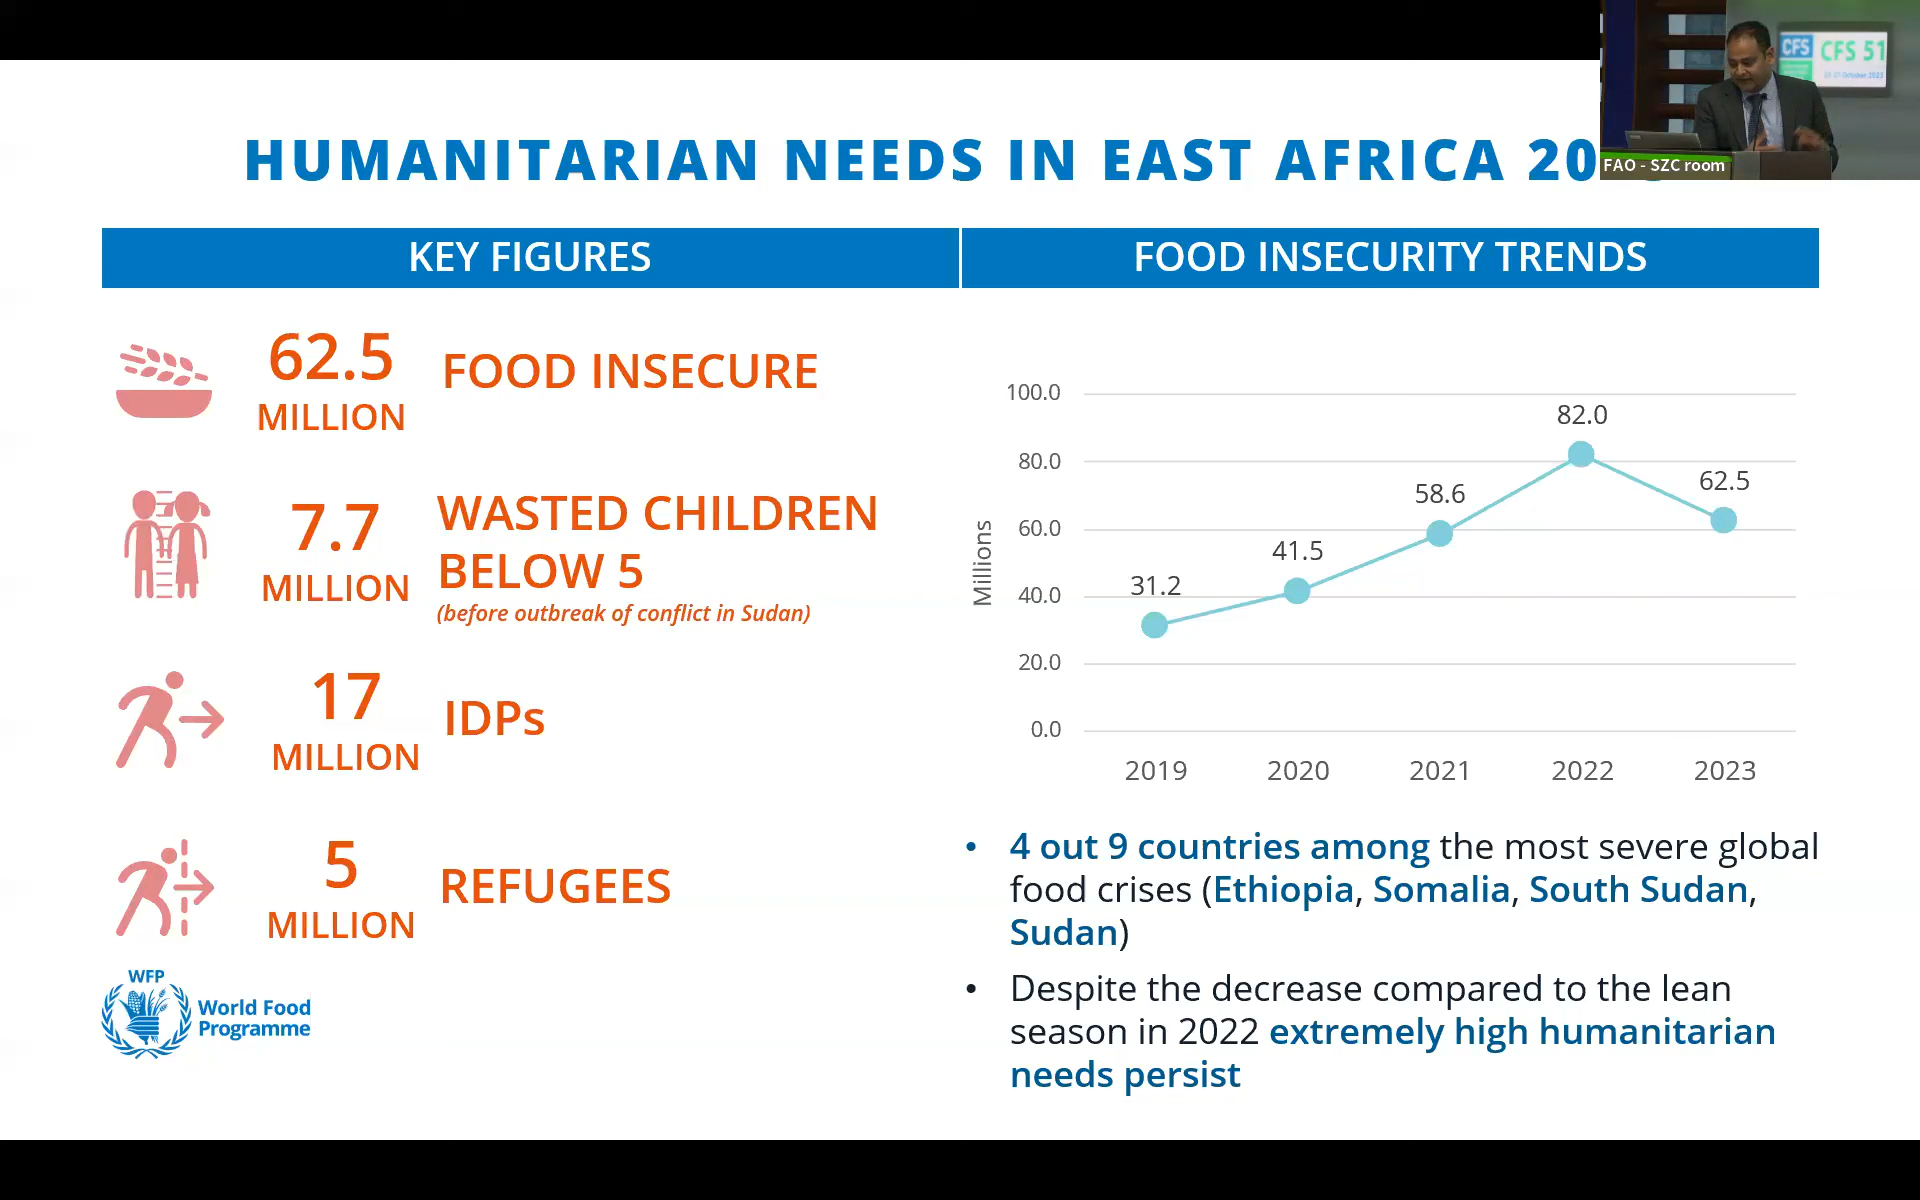 CFS CFS 51
FAO - SZC room
HUMANITARIAN NEEDS IN EAST AFRICA 20
KEY FIGURES
62.5
MILLION
FOOD INSECURE
7.7
MILLION
WASTED CHILDREN
BELOW 5
(before outbreak of conflict in Sudan)
17
MILLION
IDPs
5
MILLION
REFUGEES
WFP
World Food
Programme
FOOD INSECURITY TRENDS
Millions
100.0
80.0
60.0
40.0
20.0
0.0
31.2
41.5
58.6
82.0
62.5
2019 2020 2021 2022 2023
• 4 out 9 countries among the most severe global
food crises (Ethiopia, Somalia, South Sudan,
Sudan)
• Despite the decrease compared to the lean
season in 2022 extremely high humanitarian
needs persist